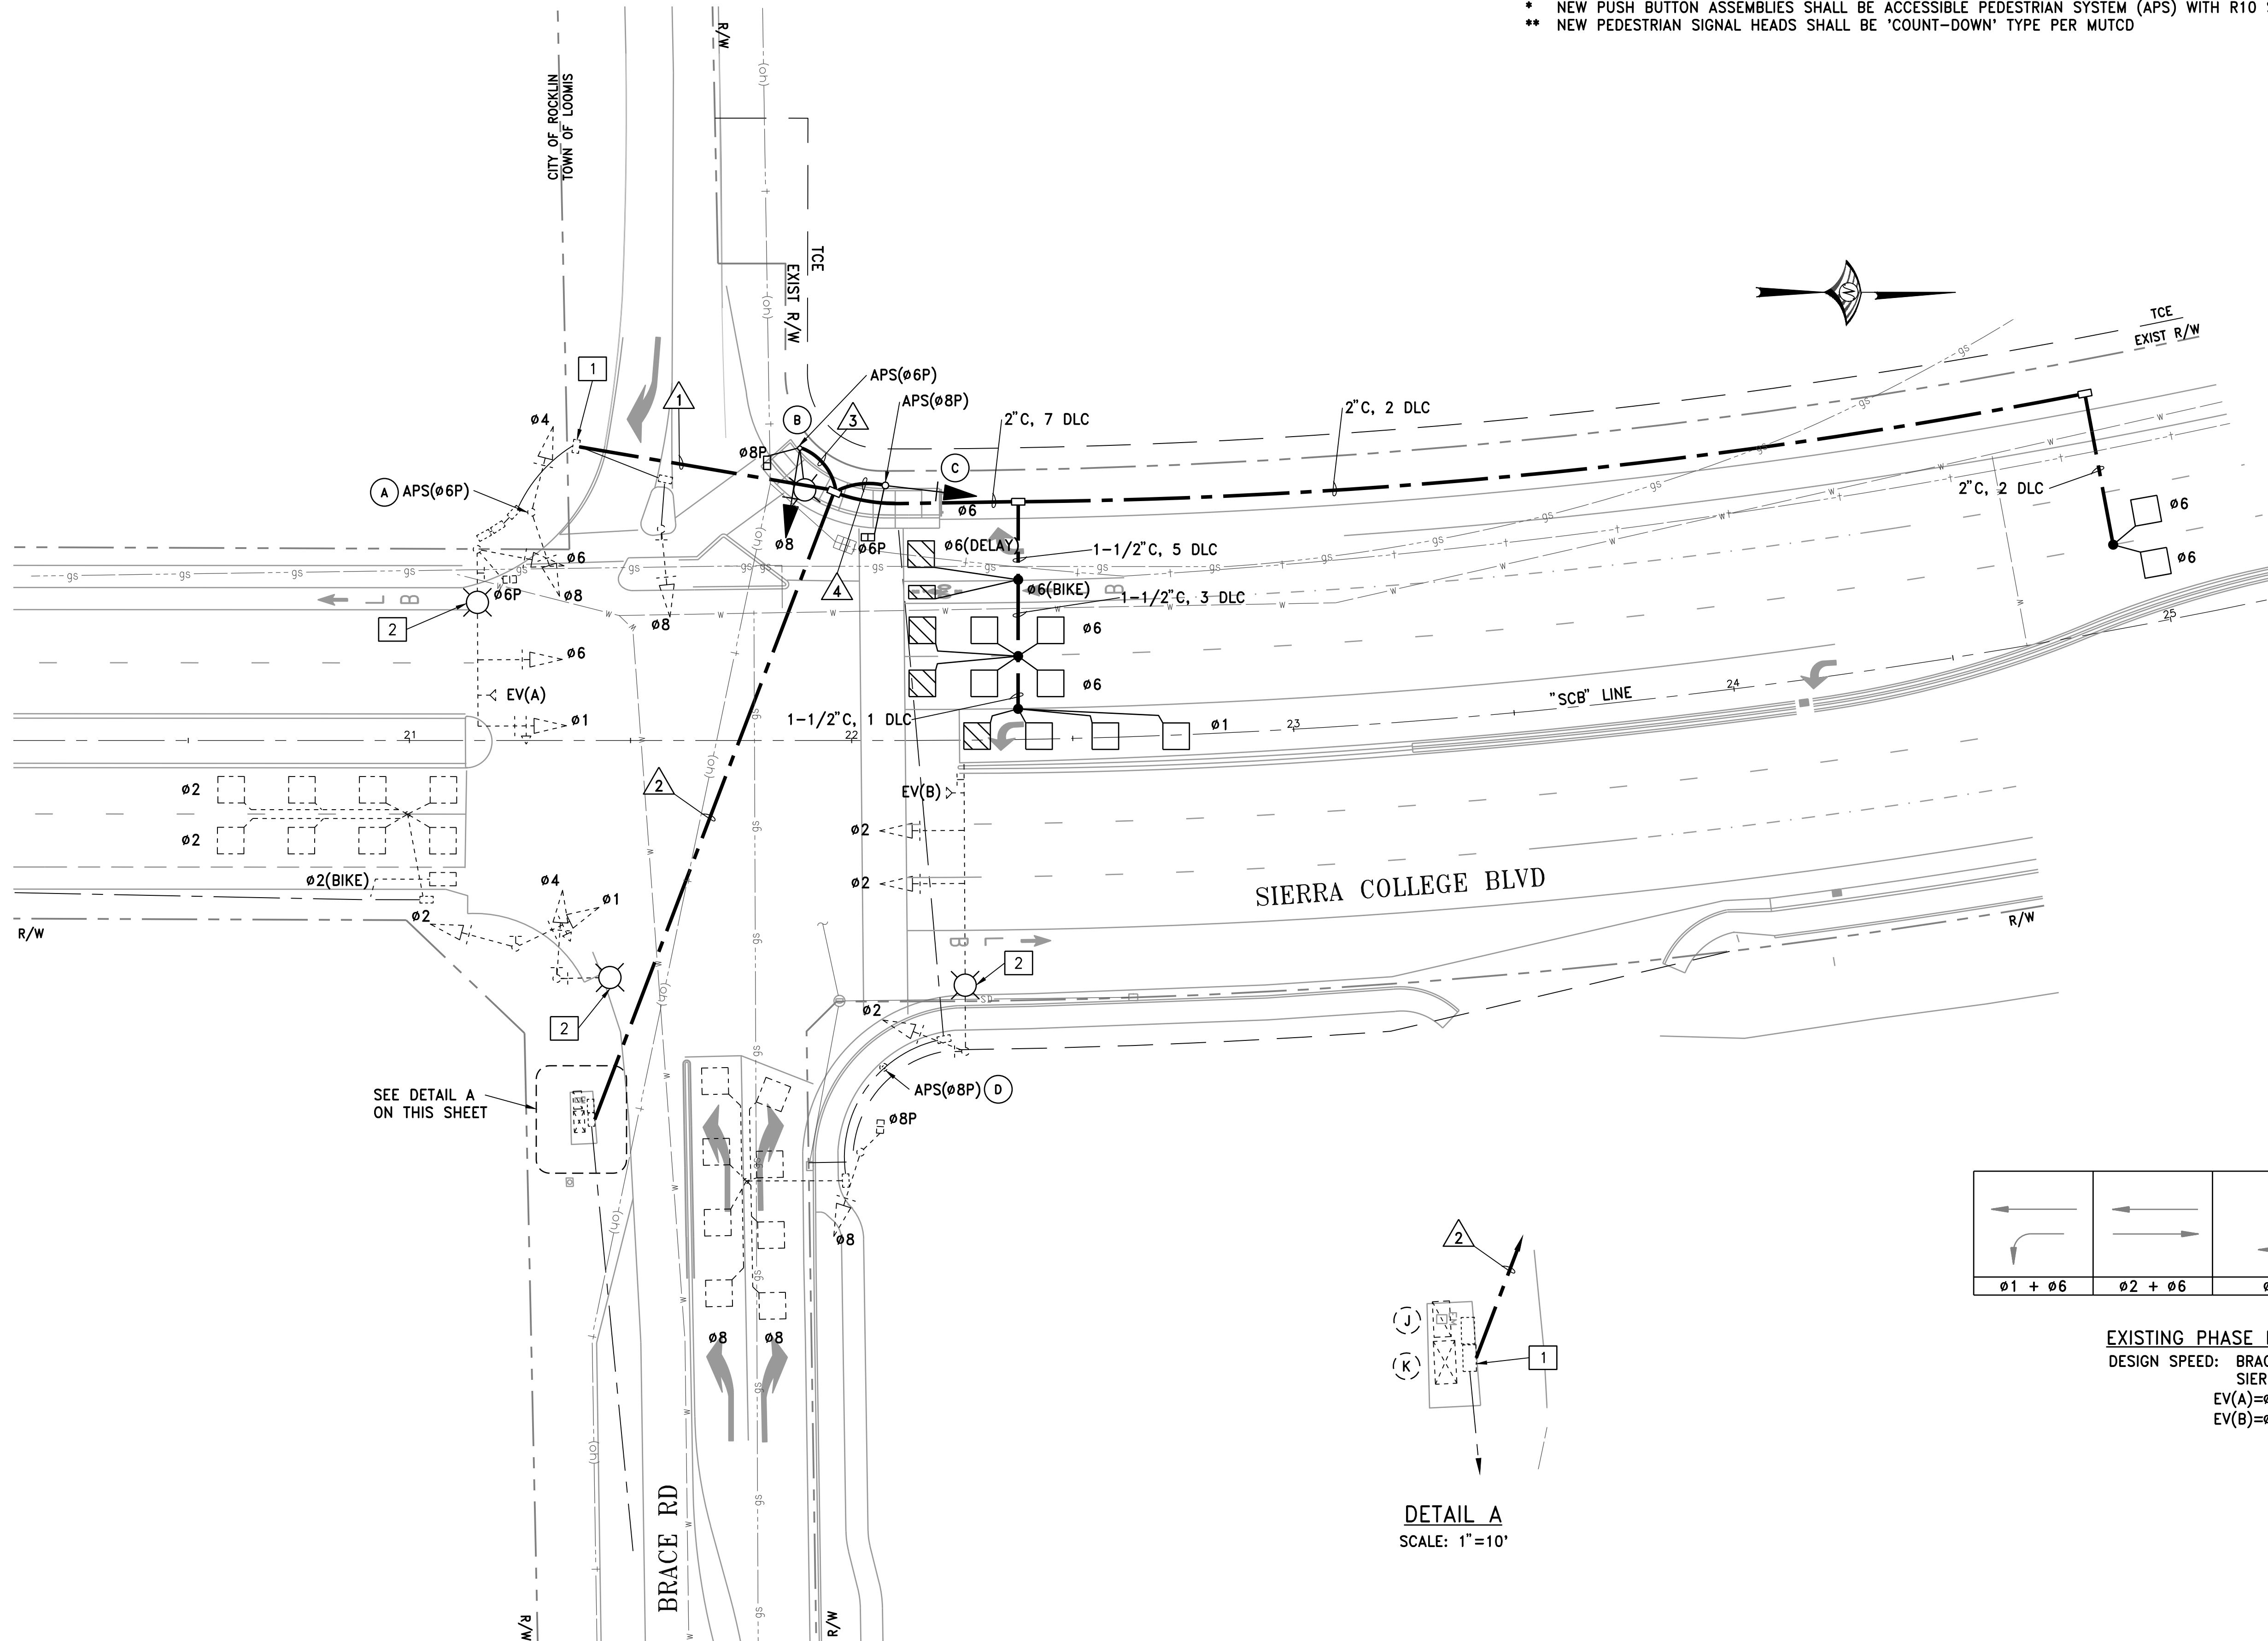 * NEW PUSH BUTTON ASSEMBLIES SHALL BE ACCESSIBLE PEDESTRIAN SYSTEM (APS) WITH R10
** NEW PEDESTRIAN SIGNAL HEADS SHALL BE 'COUNT-DOWN' TYPE PER MUTCD
R/W
(oh)
CITY OF ROCKLIN
TOWN OF LOOMIS
TCE
EXIST R/W
(oh)
TCE
EXIST R/W
1
1
ø4
A APS(ø6P)
ø8P
B
3
APS(ø6P)
APS(ø8P)
C
2"C, 7 DLC
2"C, 2 DLC
2"C, 2 DLC
ø6
ø6
ø6
ø8
ø6P
4
ø6(DELAY)
1-1/2"C, 5 DLC
ø6(BIKE)
1-1/2"C, 3 DLC
ø6
ø6
1-1/2"C, 1 DLC
ø1
ø6
ø6P
ø8
ø8
2
L B
B
ø6
EV(A)
ø1
21
22
23
24
25
"SCB" LINE
ø2
ø2
ø2(BIKE)
ø4
ø1
ø2
R/W
2
EV(B)
ø2
ø2
SIERRA COLLEGE BLVD
B L
2
2
SD
ø2
R/W
SEE DETAIL A
ON THIS SHEET
APS(ø8P) D
ø8P
ø8
ø8 ø8
BRACE RD
R/W
R/W
2
J
K
1
DETAIL A
SCALE: 1"=10'
ø1 + ø6
ø2 + ø6
EXISTING PHASE
DESIGN SPEED:
EV(A)=
EV(B)=